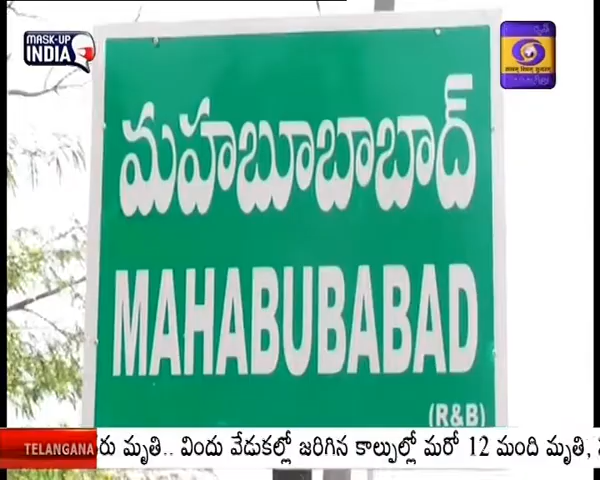 MASK-UP
INDIA
మహబూబాబాద్
MAHABUBABAD
(R&B)
TELANGANA
రు మృతి.. విందు వేడుకల్లో జరిగిన కాల్పుల్లో మరో 12 మంది మృతి,